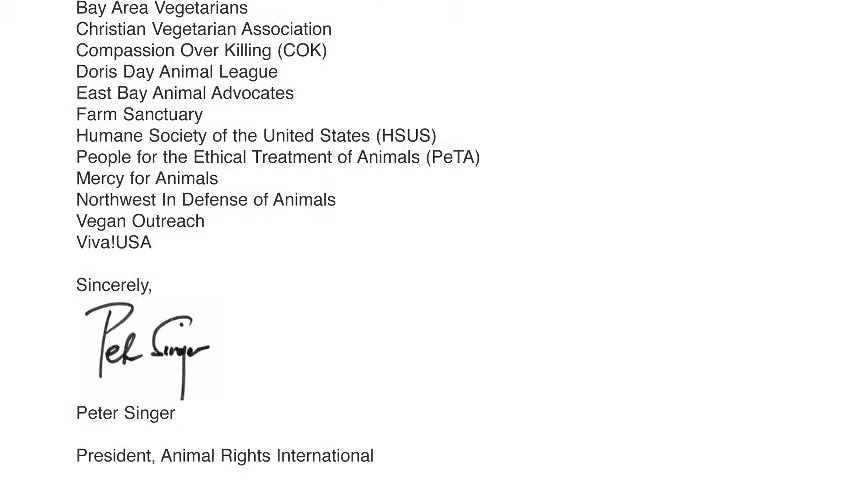 Bay Area Vegetarians
Christian Vegetarian Association
Compassion Over Killing (COK)
Doris Day Animal League
East Bay Animal Advocates
Farm Sanctuary
Humane Society of the United States (HSUS)
People for the Ethical Treatment of Animals (PeTA)
Mercy for Animals
Northwest In Defense of Animals
Vegan Outreach
Viva!USA
Sincerely,
Peter Singer
Peter Singer
President, Animal Rights International